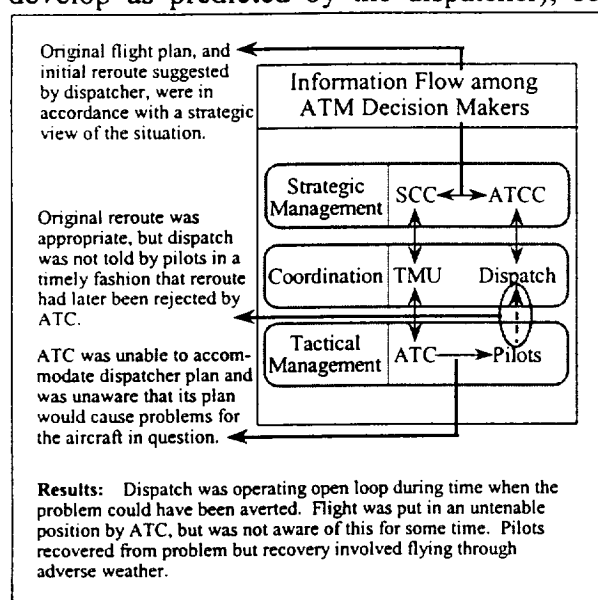 develop as predicted by the dispatcher),
Original flight plan, and
initial reroute suggested
by dispatcher, were in
accordance with a strategic
view of the situation.
Information Flow among
ATM Decision Makers
Strategic
Management
SCC
ATCC
Original reroute was
appropriate, but dispatch
was not told by pilots in a
timely fashion that reroute
had later been rejected by
ATC.
Coordination
TMU
Dispatch
Tactical
Management
ATC
Pilots
ATC was unable to accom-
modate dispatcher plan and
was unaware that its plan
would cause problems for
the aircraft in question.
Results: Dispatch was operating open loop during time when the
problem could have been averted. Flight was put in an untenable
position by ATC, but was not aware of this for some time. Pilots
recovered from problem but recovery involved flying through
adverse weather.